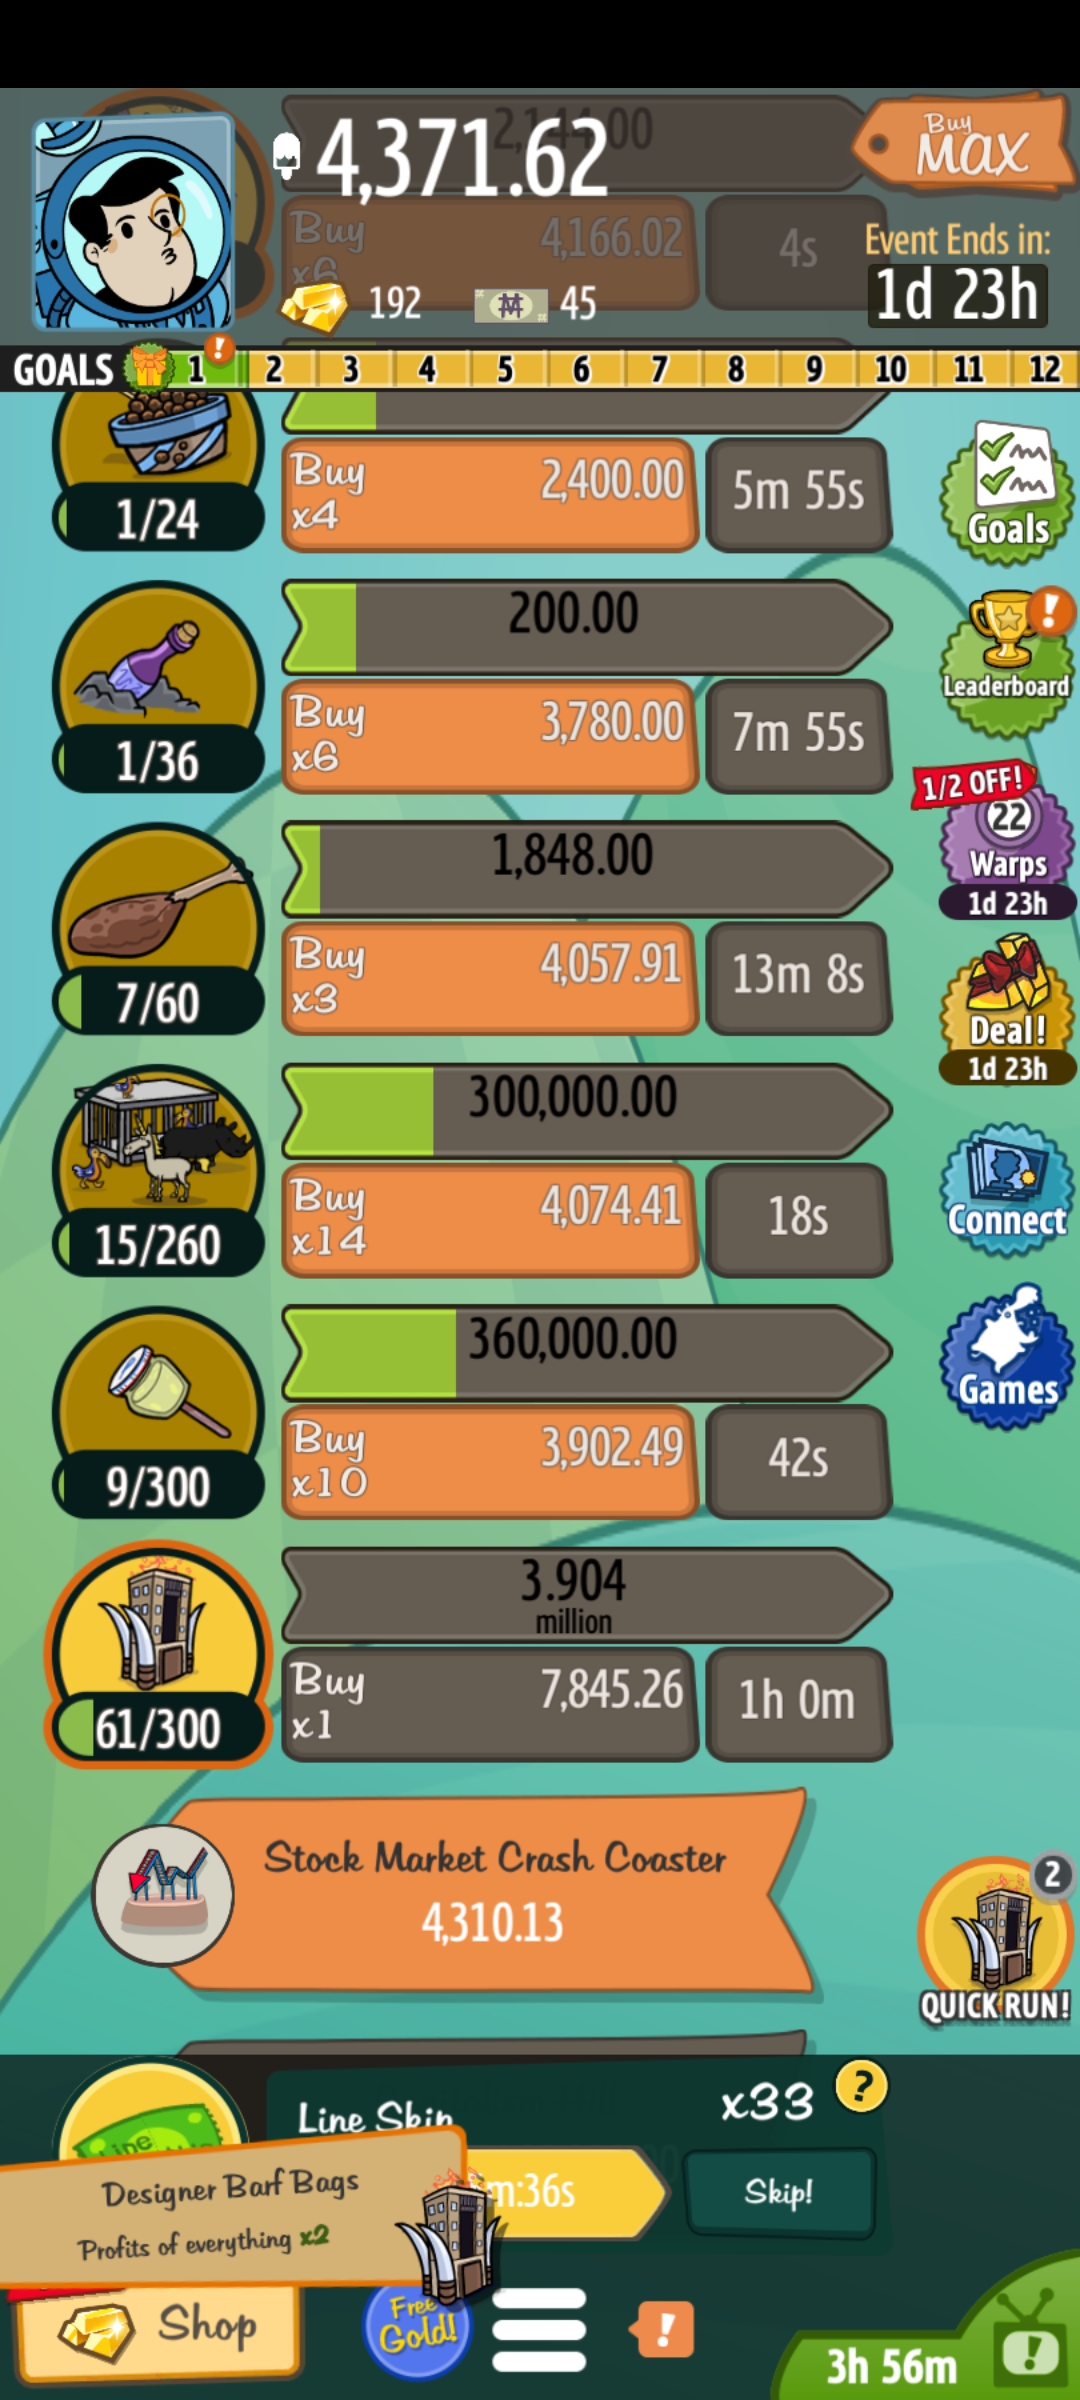 2,144.00
4,371.62
Buy
MAX
Buy
x6
4,166.02
4s
Event Ends in:
1d 23h
192
45
GOALS
1
!
2
3
4
5
6
7
8
9
10
11
12
1/24
Buy
x4
2,400.00
5m 55s
Goals
200.00
1/36
Buy
x6
3,780.00
7m 55s
!
Leaderboard
1,848.00
7/60
Buy
x3
4,057.91
13m 8s
1/2 OFF!
22
Warps
1d 23h
Deal!
1d 23h
300,000.00
15/260
Buy
x14
4,074.41
18s
Connect
360,000.00
9/300
Buy
x10
3,902.49
42s
Games
3.904
million
61/300
Buy
x1
7,845.26
1h 0m
Stock Market Crash Coaster
4,310.13
2
QUICK RUN!
Line Skip
x33
?
m:36s
Skip!
Designer Barf Bags
Profits of everything x2
Shop
Free
Gold!
!
3h 56m
!